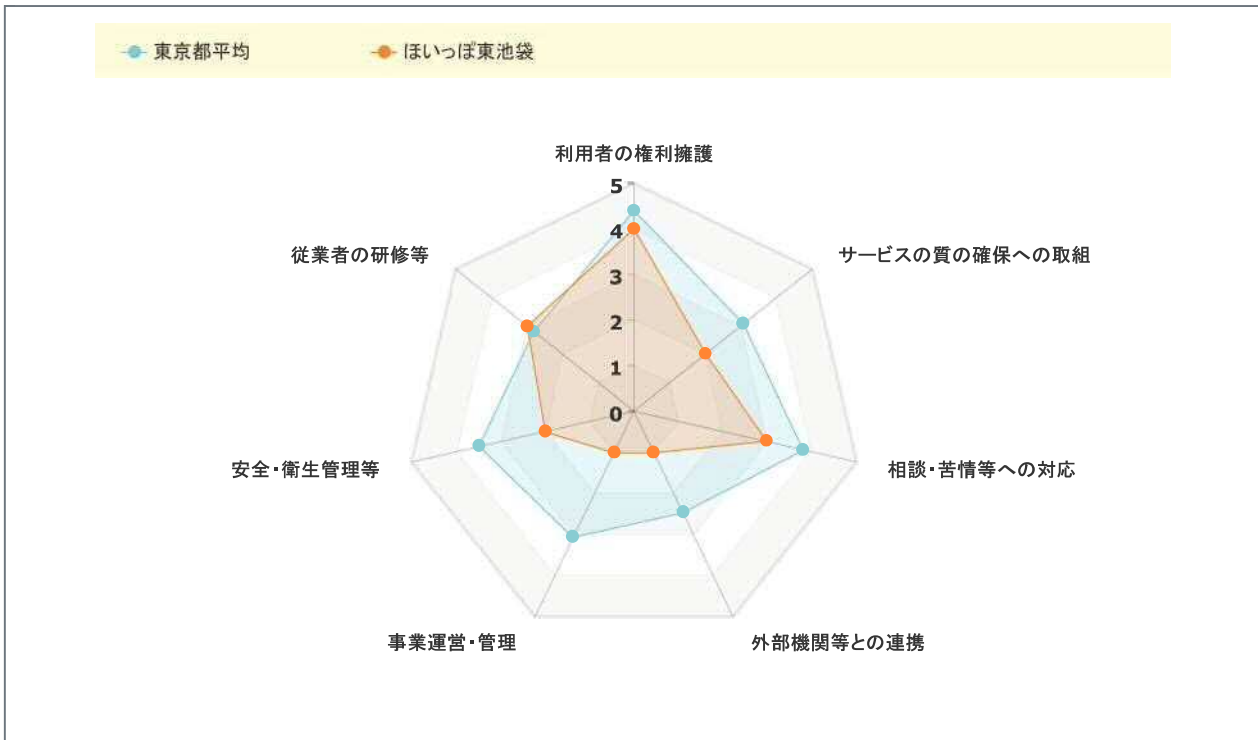 東京都平均 ほいっぽ東池袋
利用者の権利擁護
5
従業者の研修等 サービスの質の確保への取組
4
3
2
1
0
安全・衛生管理等 相談・苦情等への対応
事業運営・管理 外部機関等との連携